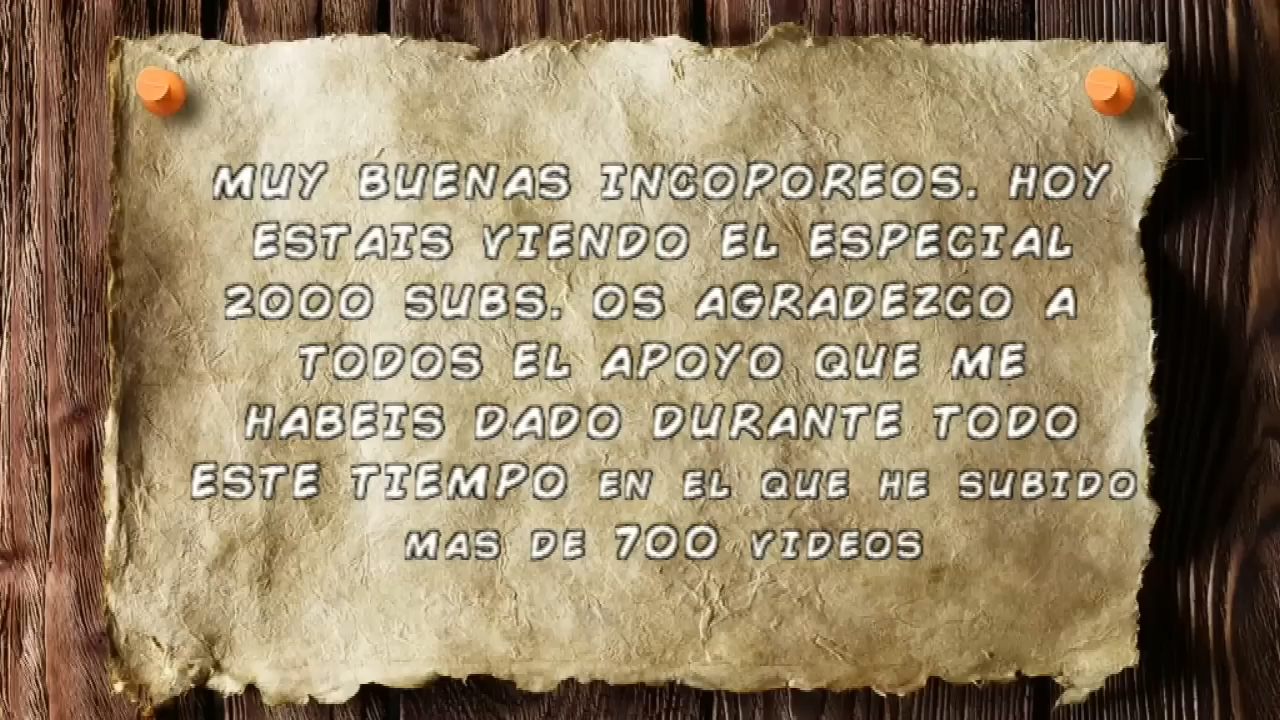 MUY BUENAS INCOPOREOS. HOY
ESTAIS VIENDO EL ESPECIAL
2000 SUBS. OS AGRADEZCO A
TODOS EL APOYO QUE ME
HABEIS DADO DURANTE TODO
ESTE TIEMPO EN EL QUE HE SUBIDO
MAS DE 700 VIDEOS